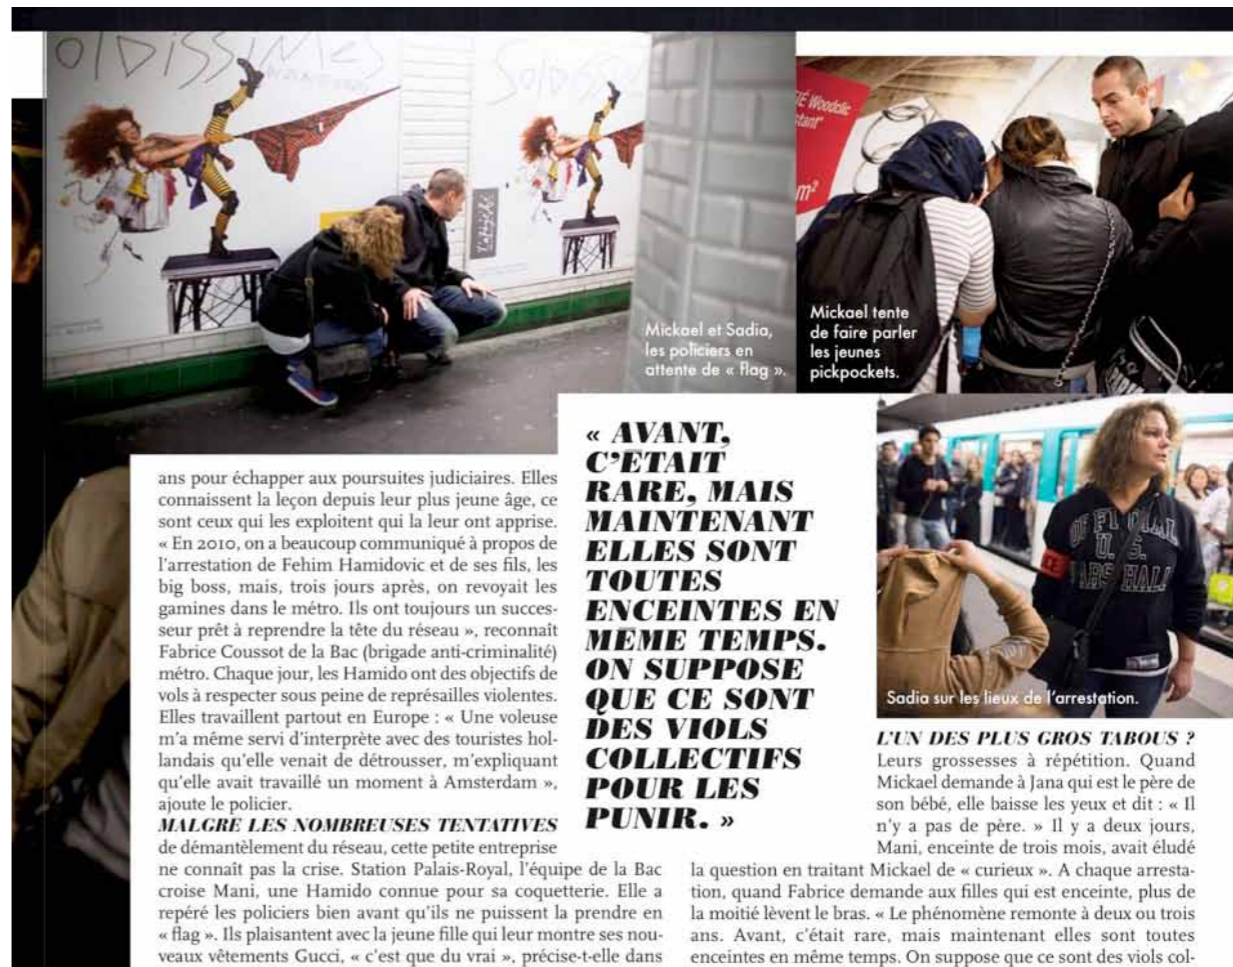 SOLDISSIMES
SOLDISSI
L'affiche
Mickael et Sadia,
les policiers en
attente de « flag ».
É Woodclic
tant"
m²
Mickael tente
de faire parler
les jeunes
pickpockets.
ans pour échapper aux poursuites judiciaires. Elles
connaissent la leçon depuis leur plus jeune âge, ce
sont ceux qui les exploitent qui la leur ont apprise.
« En 2010, on a beaucoup communiqué à propos de
l'arrestation de Fehim Hamidovic et de ses fils, les
big boss, mais, trois jours après, on revoyait les
gamines dans le métro. Ils ont toujours un succes-
seur prêt à reprendre la tête du réseau », reconnaît
Fabrice Coussot de la Bac (brigade anti-criminalité)
métro. Chaque jour, les Hamido ont des objectifs de
vols à respecter sous peine de représailles violentes.
Elles travaillent partout en Europe : « Une voleuse
m'a même servi d'interprète avec des touristes hol-
landais qu'elle venait de détrousser, m'expliquant
qu'elle avait travaillé un moment à Amsterdam »,
ajoute le policier.
MALGRE LES NOMBREUSES TENTATIVES
de démantèlement du réseau, cette petite entreprise
ne connaît pas la crise. Station Palais-Royal, l'équipe de la Bac
croise Mani, une Hamido connue pour sa coquetterie. Elle a
repéré les policiers bien avant qu'ils ne puissent la prendre en
« flag ». Ils plaisantent avec la jeune fille qui leur montre ses nou-
veaux vêtements Gucci, « c'est que du vrai », précise-t-elle dans
« AVANT,
C'ETAIT
RARE, MAIS
MAINTENANT
ELLES SONT
TOUTES
ENCEINTES EN
MEME TEMPS.
ON SUPPOSE
QUE CE SONT
DES VIOLS
COLLECTIFS
POUR LES
PUNIR. »
OFFICIAL
U.S.
MARSHALL
ICE
Sadia sur les lieux de l'arrestation.
L'UN DES PLUS GROS TABOUS ?
Leurs grossesses à répétition. Quand
Mickael demande à Jana qui est le père de
son bébé, elle baisse les yeux et dit : « Il
n'y a pas de père. » Il y a deux jours,
Mani, enceinte de trois mois, avait éludé
la question en traitant Mickael de « curieux ». A chaque arresta-
tion, quand Fabrice demande aux filles qui est enceinte, plus de
la moitié lèvent le bras. « Le phénomène remonte à deux ou trois
ans. Avant, c'était rare, mais maintenant elles sont toutes
enceintes en même temps. On suppose que ce sont des viols col-